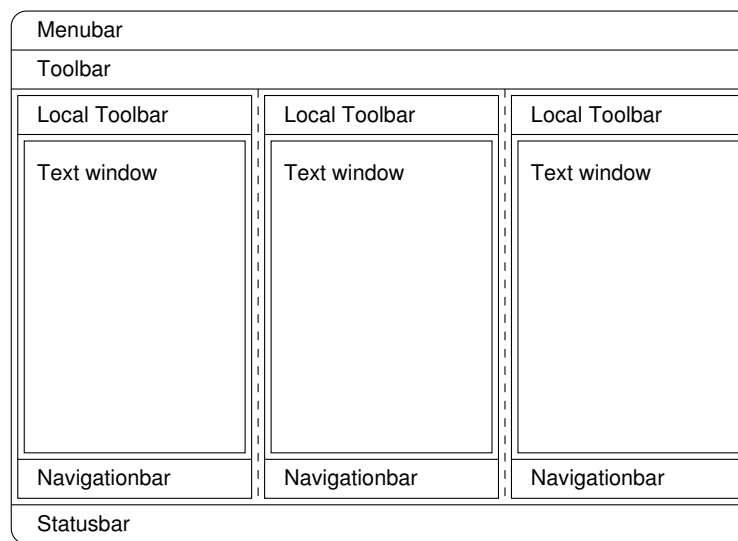 Menubar
Toolbar
Local Toolbar Local Toolbar Local Toolbar
Text window Text window Text window
Navigationbar Navigationbar Navigationbar
Statusbar